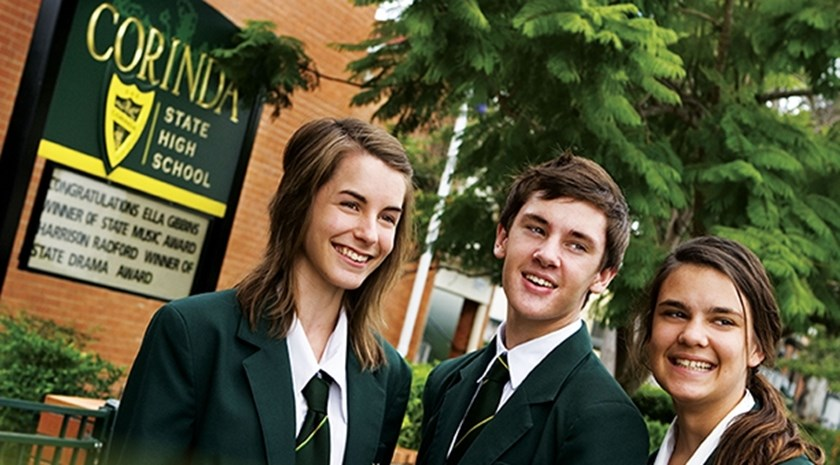 CORINDA
STATE
HIGH
SCHOOL
CONGRATULATIONS ELLA GIBBINS
WINNER OF STATE MUSIC AWARD
HARRISON RADFORD WINNER OF
STATE DRAMA AWARD